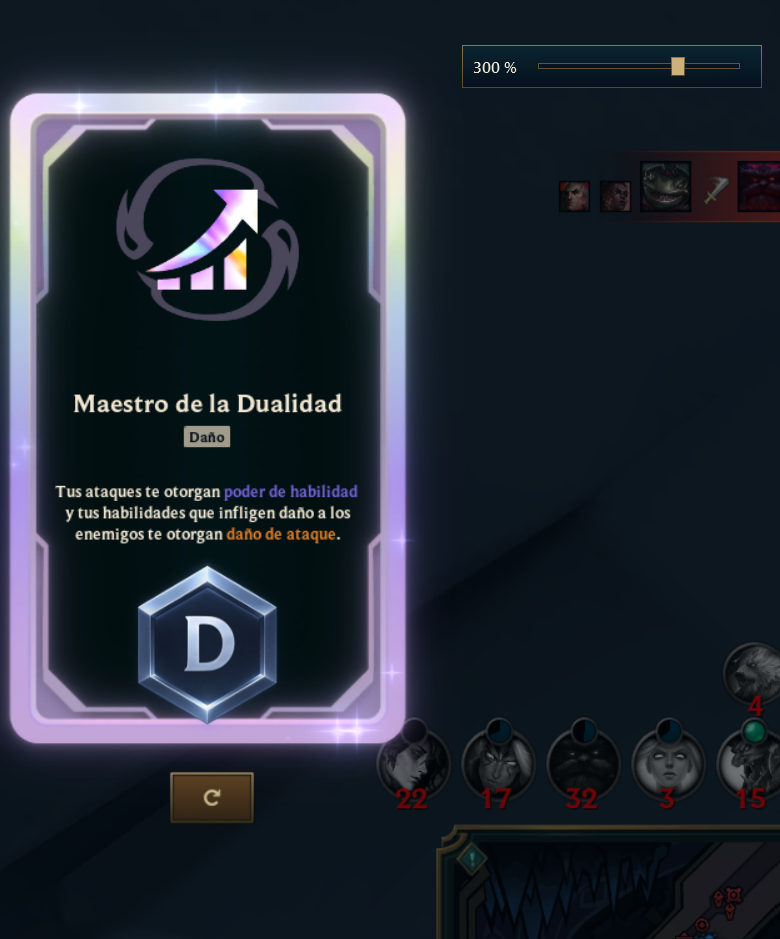 300 %
Maestro de la Dualidad
Daño
Tus ataques te otorgan poder de habilidad
y tus habilidades que infligen daño a los
enemigos te otorgan daño de ataque.
D
4
22 17 32 3 15